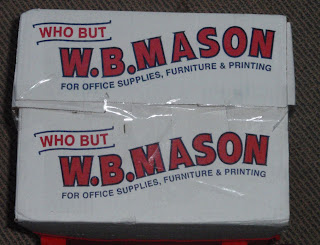 WHO BUT
W.B.MASON
FOR OFFICE SUPPLIES, FURNITURE & PRINTING
WHO BUT
W.B.MASON
FOR OFFICE SUPPLIES, FURNITURE & PRINTING